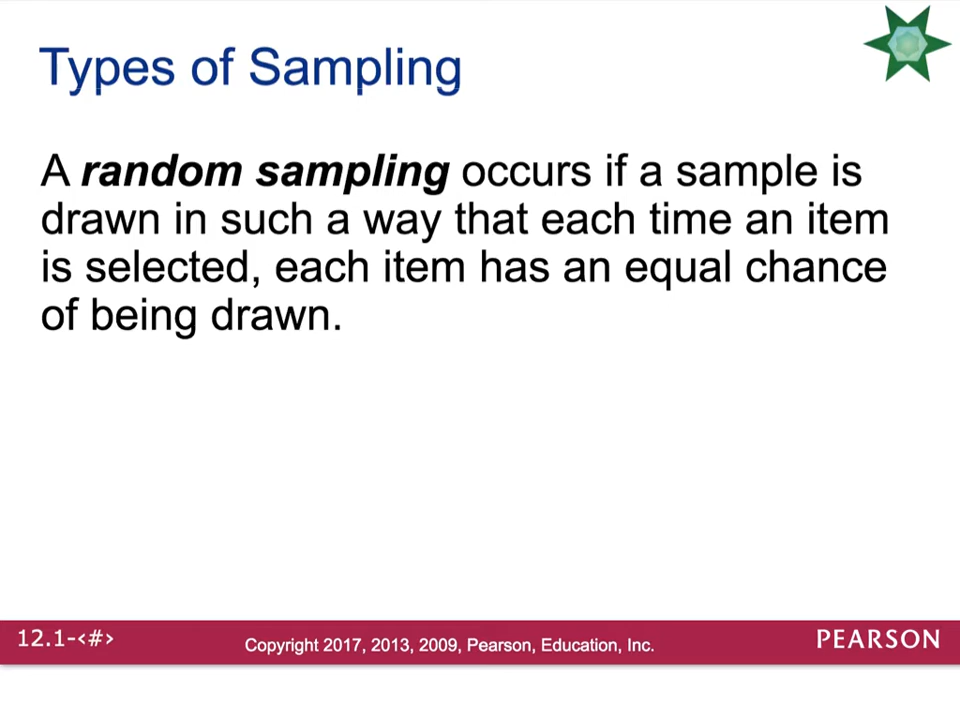 Types of Sampling
A random sampling occurs if a sample is
drawn in such a way that each time an item
is selected, each item has an equal chance
of being drawn.
12.1-‹#›
Copyright 2017, 2013, 2009, Pearson, Education, Inc.
PEARSON